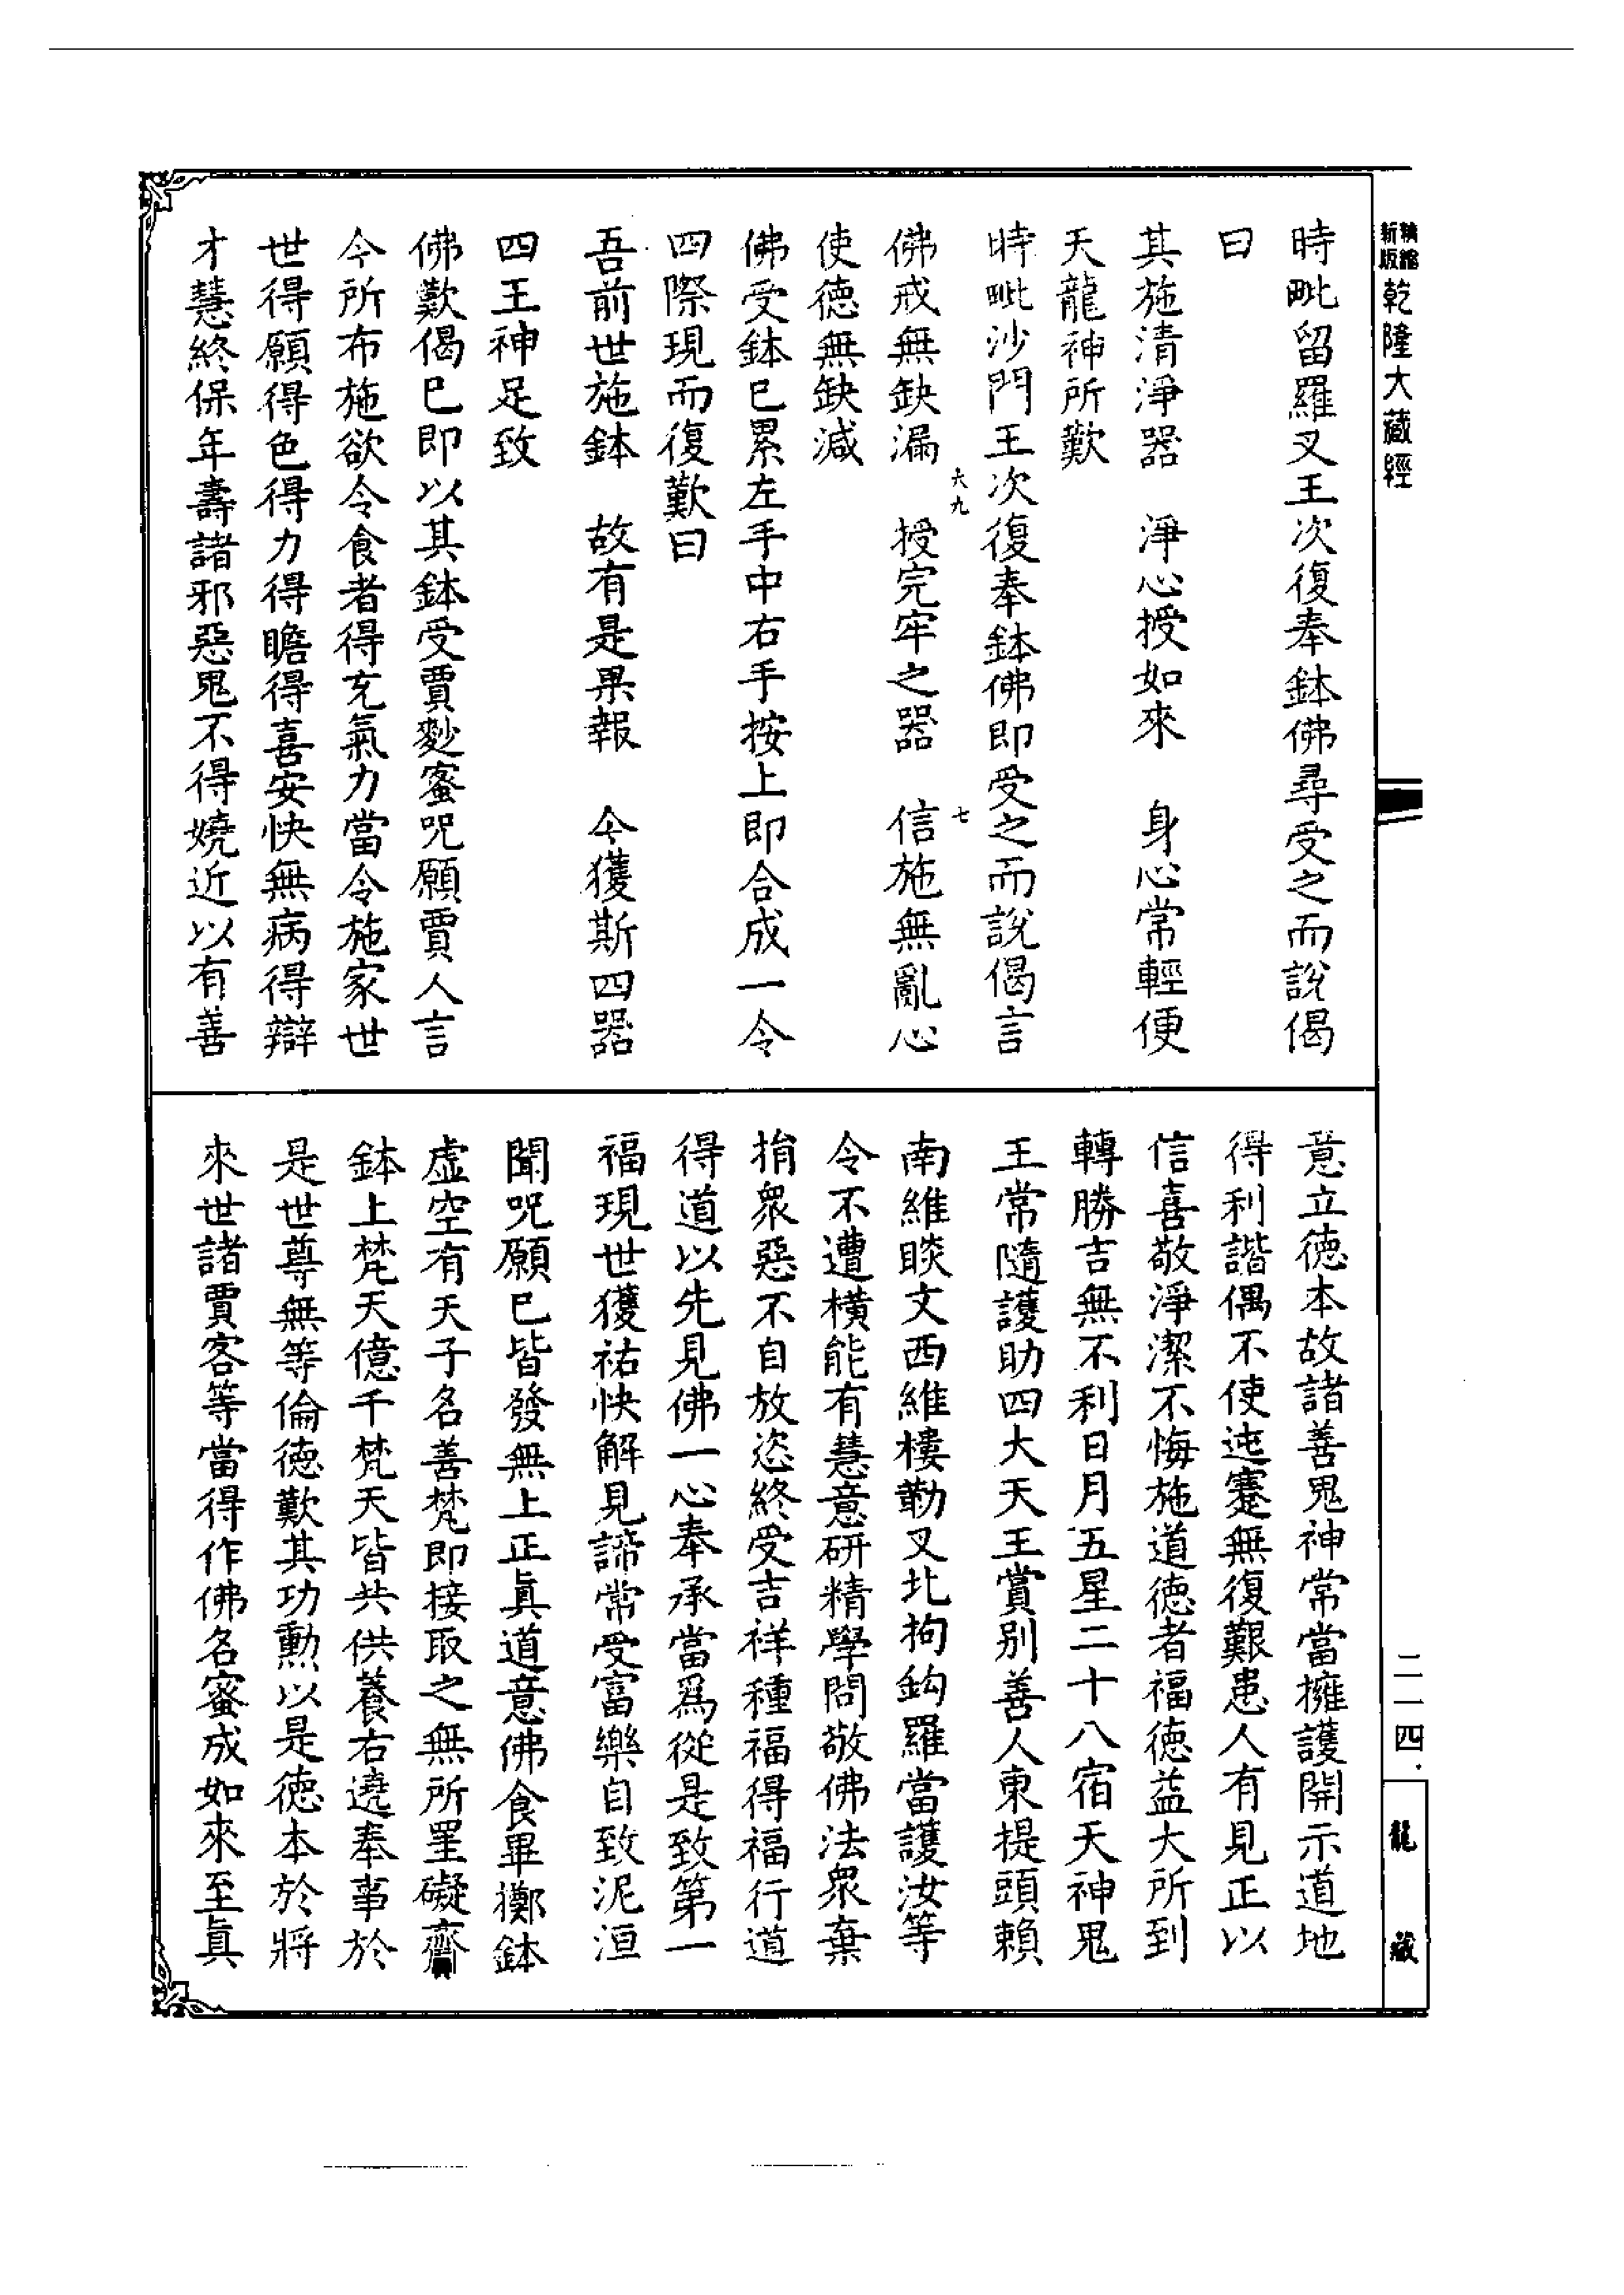 新版 精縮 乾隆大藏經
時毗留羅叉王次復奉鉢佛尋受之而說偈
曰
其施清淨器　淨心授如來　身心常輕便
天龍神所歎
時毗沙門王次復奉鉢佛即受之而說偈言
六九　七
佛戒無缺漏　授完牢之器　信施無亂心
使德無缺減
佛受鉢已累左手中右手按上即合成一令
四際現而復歎曰
吾前世施鉢　故有是果報　今獲斯四器
四王神足致
佛歎偈已即以其鉢受賈麨蜜呪願賈人言
今所布施欲令食者得充氣力當令施家世
世得願得色得力得瞻得喜安快無病得辯
才慧終保年壽諸邪惡鬼不得嬈近以有善
意立德本故諸善鬼神常當擁護開示道地
得利諧偶不使迍蹇無復艱患人有見正以
信喜敬淨潔不悔施道德者福德益大所到
轉勝吉無不利日月五星二十八宿天神鬼
王常隨護助四大天王賞别善人東提頭賴
南維睒文西維樓勒叉北拘鈎羅當護汝等
令不遭橫能有慧意研精學問敬佛法眾棄
捐眾惡不自放恣終受吉祥種福得福行道
得道以先見佛一心奉承當爲從是致第一
福現世獲祐快解見諦常受富樂自致泥洹
聞呪願已皆發無上正眞道意佛食畢擲鉢
虛空有天子名善梵即接取之無所罣礙齎
鉢上梵天億千梵天皆共供養右遶奉事於
是世尊無等倫德歎其功勳以是德本於將
來世諸賈客等當得作佛名蜜成如來至眞
二一四
龍藏